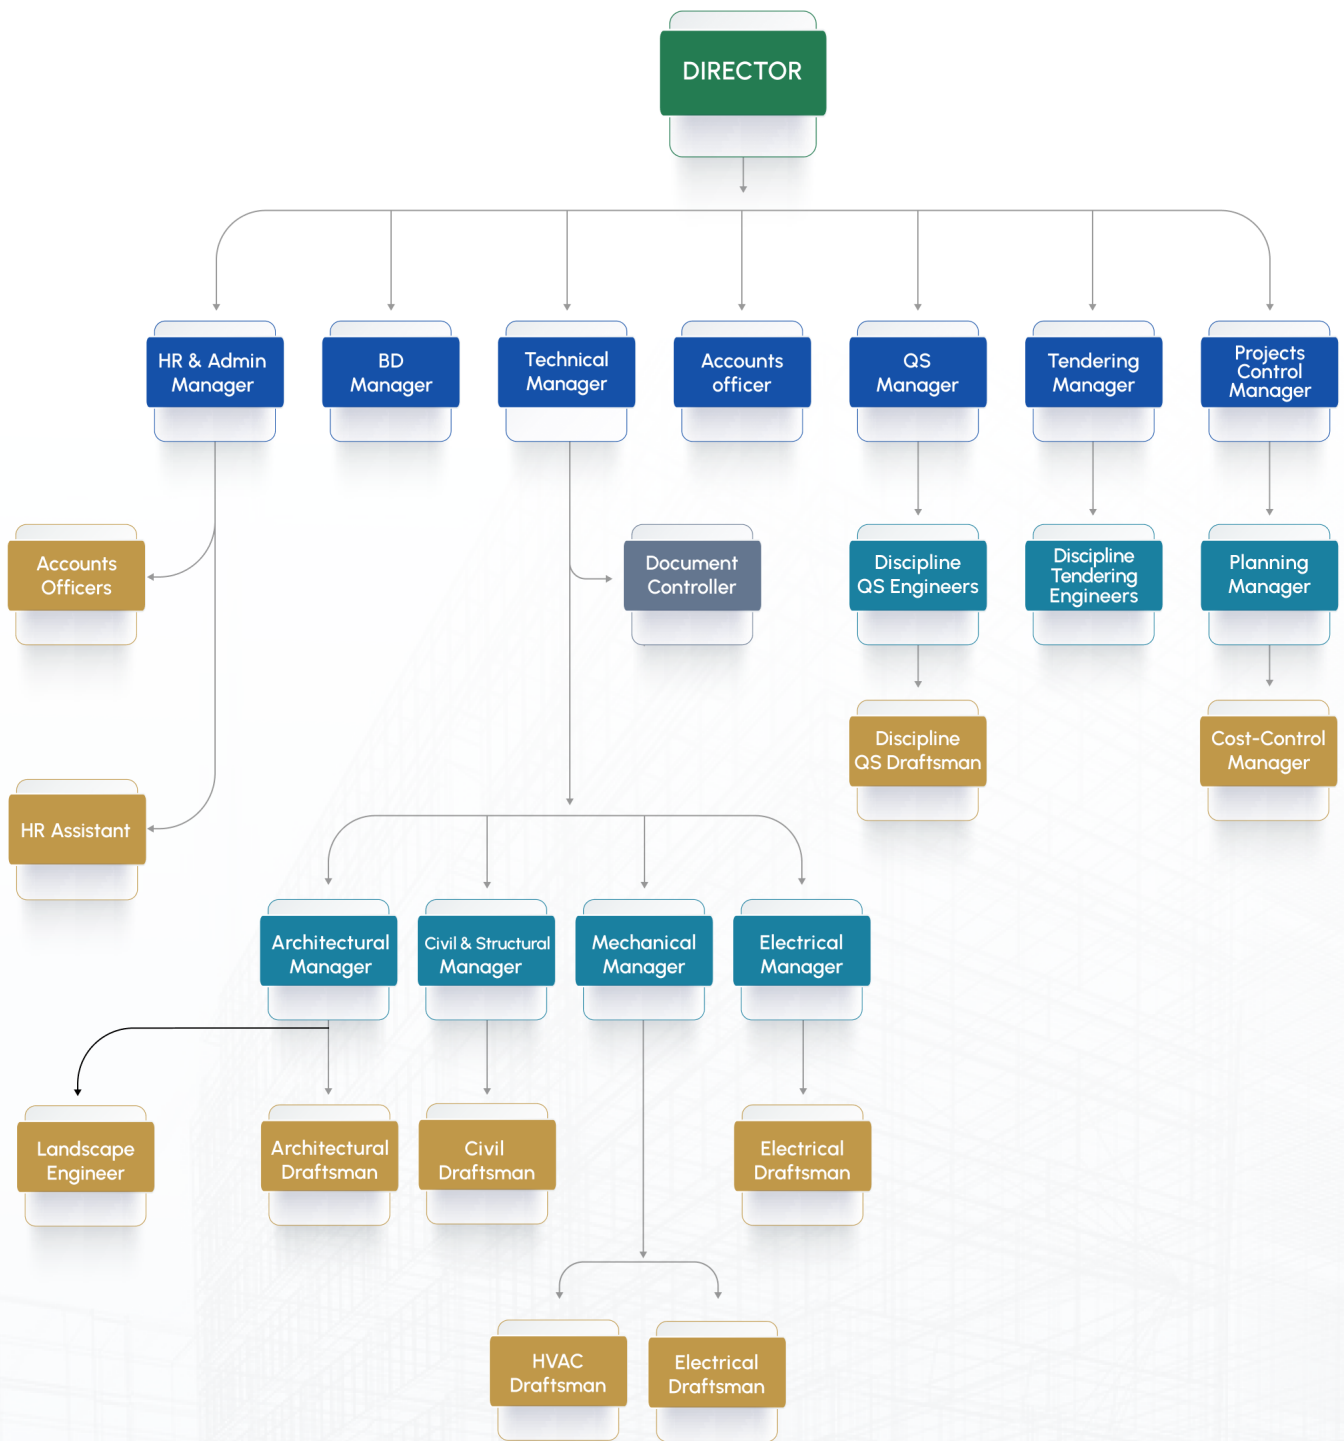 DIRECTOR
HR & Admin
Manager
BD
Manager
Technical
Manager
Accounts
officer
QS
Manager
Tendering
Manager
Projects
Control
Manager
Accounts
Officers
Document
Controller
Discipline
QS Engineers
Discipline
Tendering
Engineers
Planning
Manager
Discipline
QS Draftsman
Cost-Control
Manager
HR Assistant
Architectural
Manager
Civil & Structural
Manager
Mechanical
Manager
Electrical
Manager
Landscape
Engineer
Architectural
Draftsman
Civil
Draftsman
Electrical
Draftsman
HVAC
Draftsman
Electrical
Draftsman